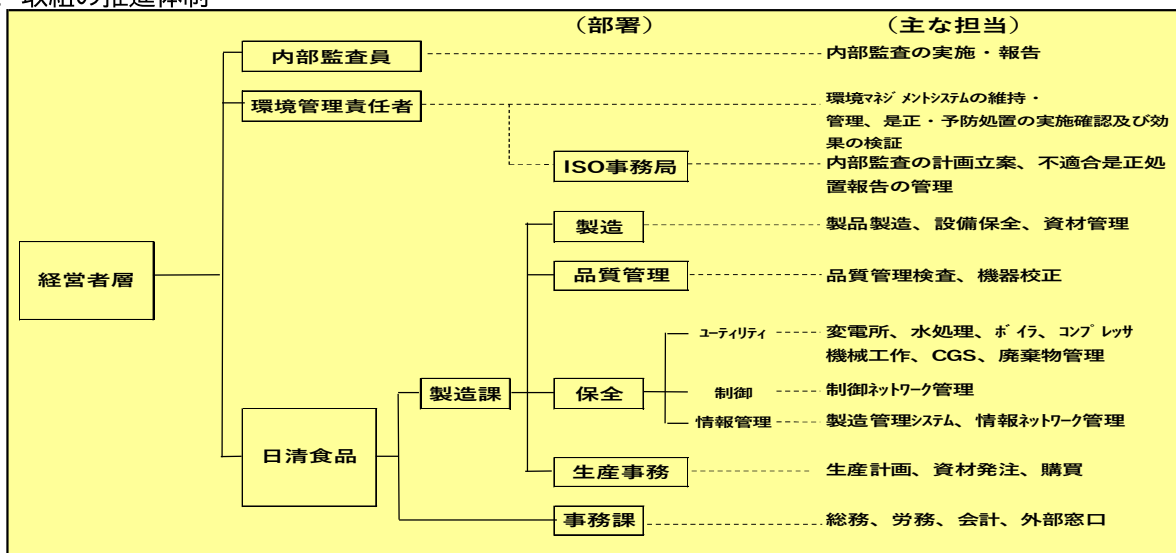 取組の推進体制
（部署）　（主な担当）
内部監査員　内部監査の実施・報告
環境管理責任者　環境ﾏﾈｼﾞﾒﾝﾄｼｽﾃﾑの維持・
管理、是正・予防処置の実施確認及び効
果の検証
ISO事務局　内部監査の計画立案、不適合是正処
置報告の管理
製造　製品製造、設備保全、資材管理
経営者層
品質管理　品質管理検査、機器校正
ﾕｰﾃｨﾘﾃｨ　変電所、水処理、ﾎﾞｲﾗ、ｺﾝﾌﾟﾚｯｻ
機械工作、CGS、廃棄物管理
製造課　保全　制御　制御ﾈｯﾄﾜｰｸ管理
情報管理　製造管理ｼｽﾃﾑ、情報ﾈｯﾄﾜｰｸ管理
日清食品
生産事務　生産計画、資材発注、購買
事務課　総務、労務、会計、外部窓口